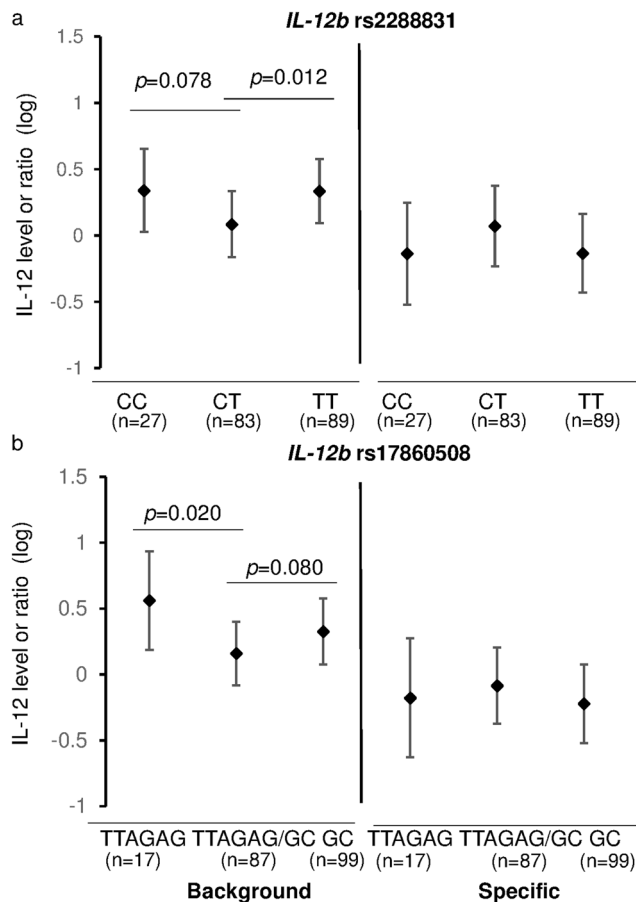 a
IL-12b rs2288831
IL-12 level or ratio (log)
1.5
1
0.5
0
-0.5
-1
p=0.078
p=0.012
CC CT TT CC CT TT
(n=27) (n=83) (n=89) (n=27) (n=83) (n=89)
b
IL-12b rs17860508
IL-12 level or ratio (log)
1.5
1
0.5
0
-0.5
-1
p=0.020
p=0.080
TTAGAG TTAGAG/GC GC TTAGAG TTAGAG/GC GC
(n=17) (n=87) (n=99) (n=17) (n=87) (n=99)
Background Specific